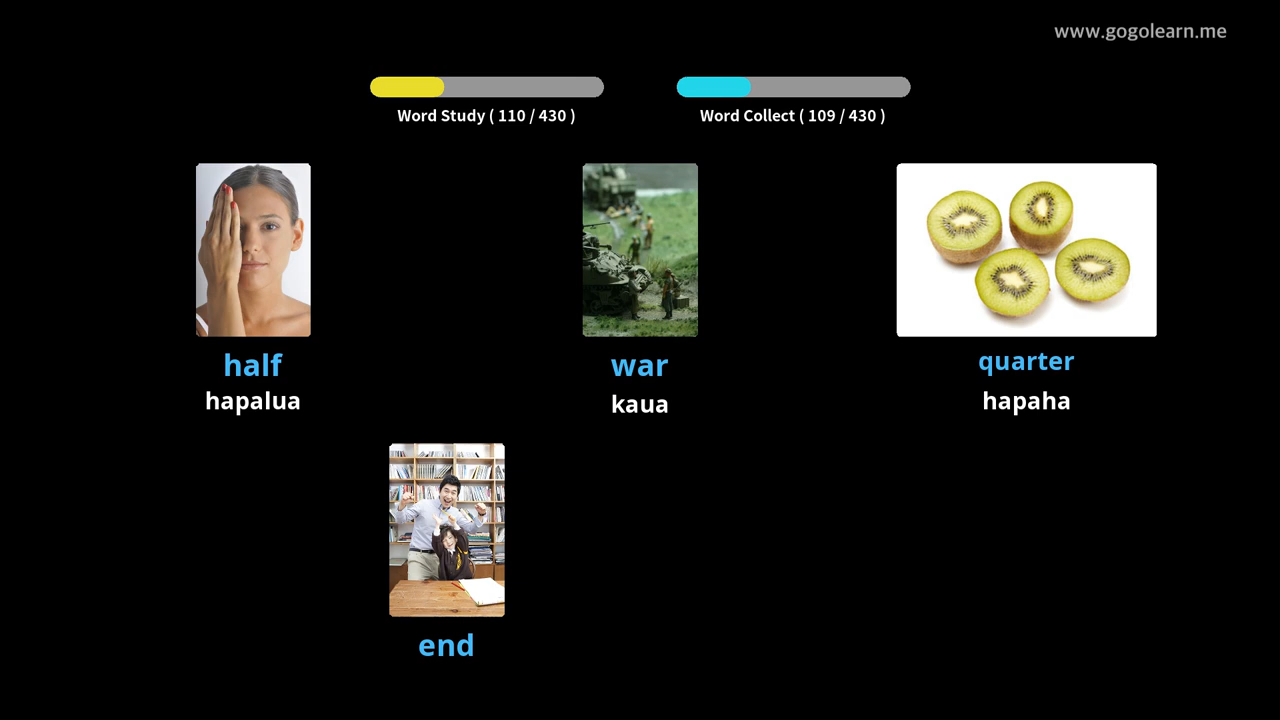 www.gogolearn.me
Word Study ( 110 / 430 )
Word Collect ( 109 / 430 )
half
hapalua
war
kaua
quarter
hapaha
end